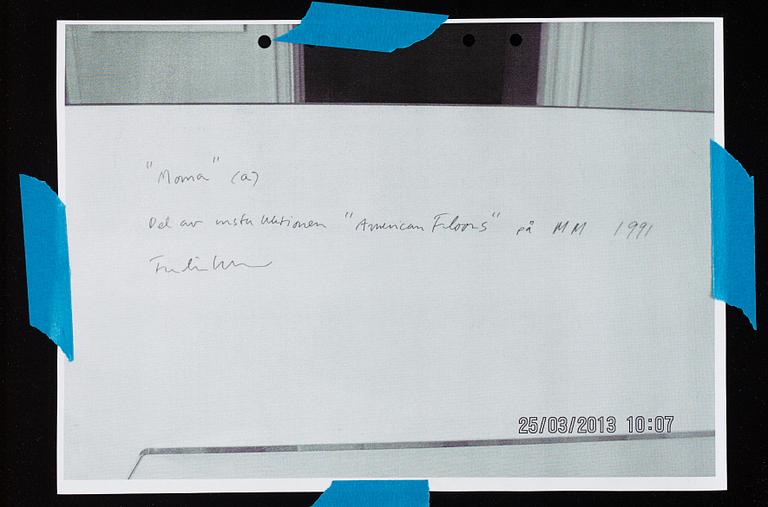 "Moma" (a)
Del av installationen "American Floors" på MM 1991
25/03/2013 10:07